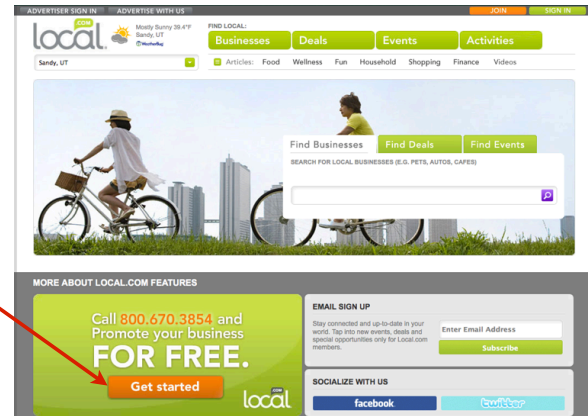 ADVERTISER SIGN IN ADVERTISE WITH US JOIN SIGN IN
local.com
Mostly Sunny 39.4°F
Sandy, UT
WeatherBug
FIND LOCAL:
Businesses Deals Events Activities
Sandy, UT
Articles: Food Wellness Fun Household Shopping Finance Videos
Find Businesses Find Deals Find Events
SEARCH FOR LOCAL BUSINESSES (E.G. PETS, AUTOS, CAFES)
MORE ABOUT LOCAL.COM FEATURES
Call 800.670.3854 and
Promote your business
FOR FREE.
Get started
local.com
EMAIL SIGN UP
Stay connected and up-to-date in your
world. Tap into new events, deals and
special opportunities only for Local.com
members.
Enter Email Address
Subscribe
SOCIALIZE WITH US
facebook twitter